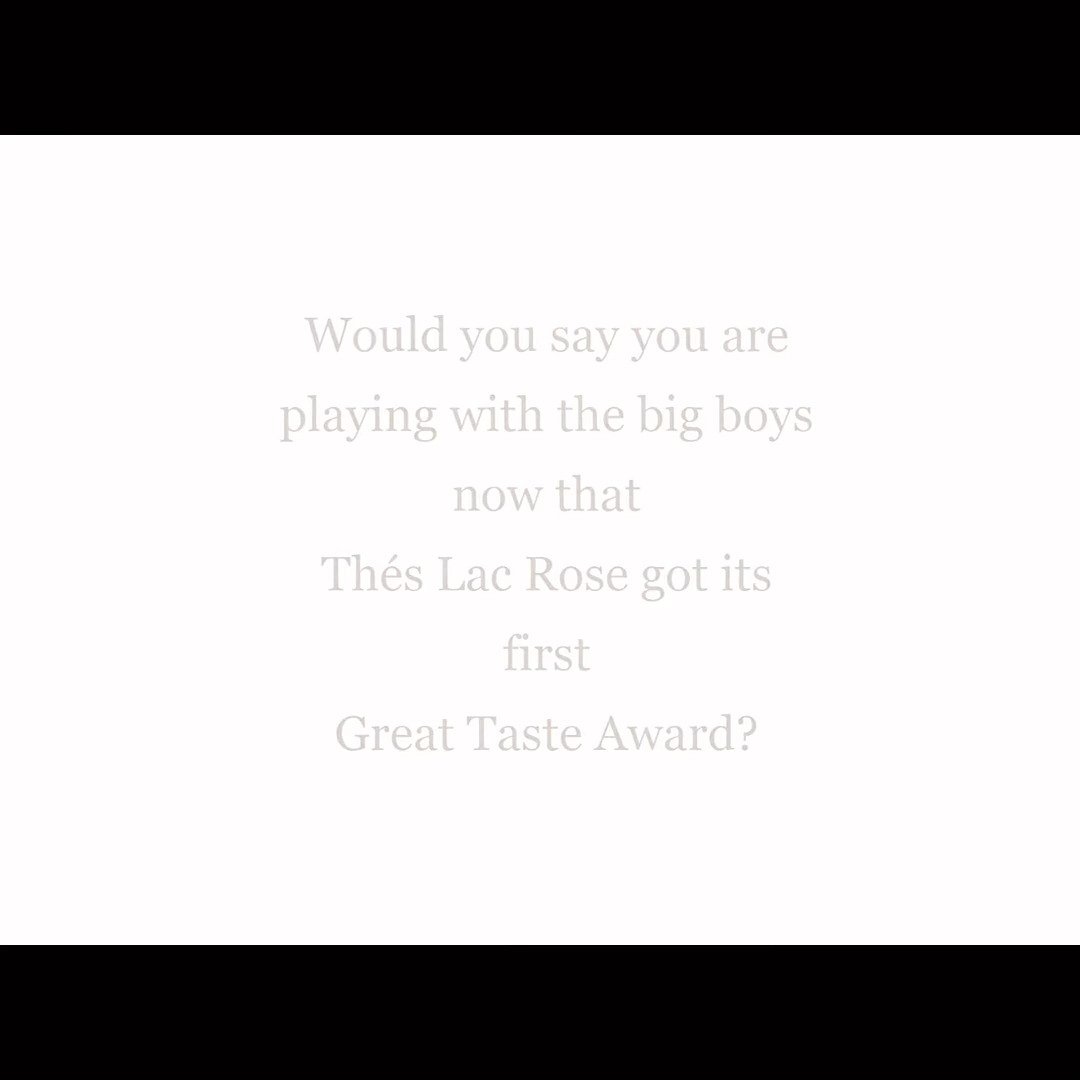 Would you say you are
playing with the big boys
now that
Thés Lac Rose got its
first
Great Taste Award?